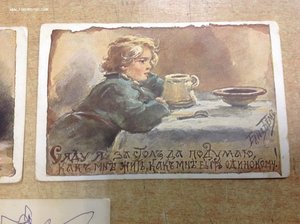 Сяду я за столъ да подумаю,
Какъ мнѣ жить, какъ мнѣ быть одинокому!